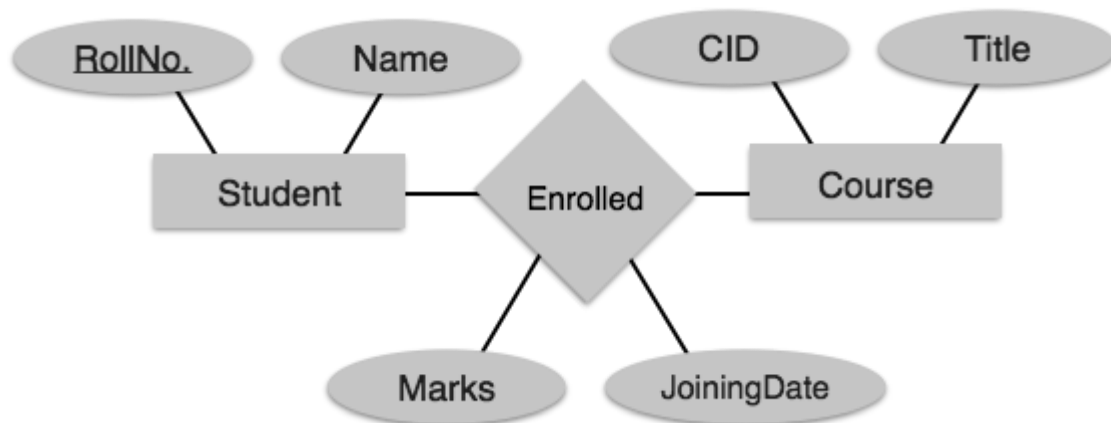 RollNo.
Name
CID
Title
Student
Enrolled
Course
Marks
JoiningDate